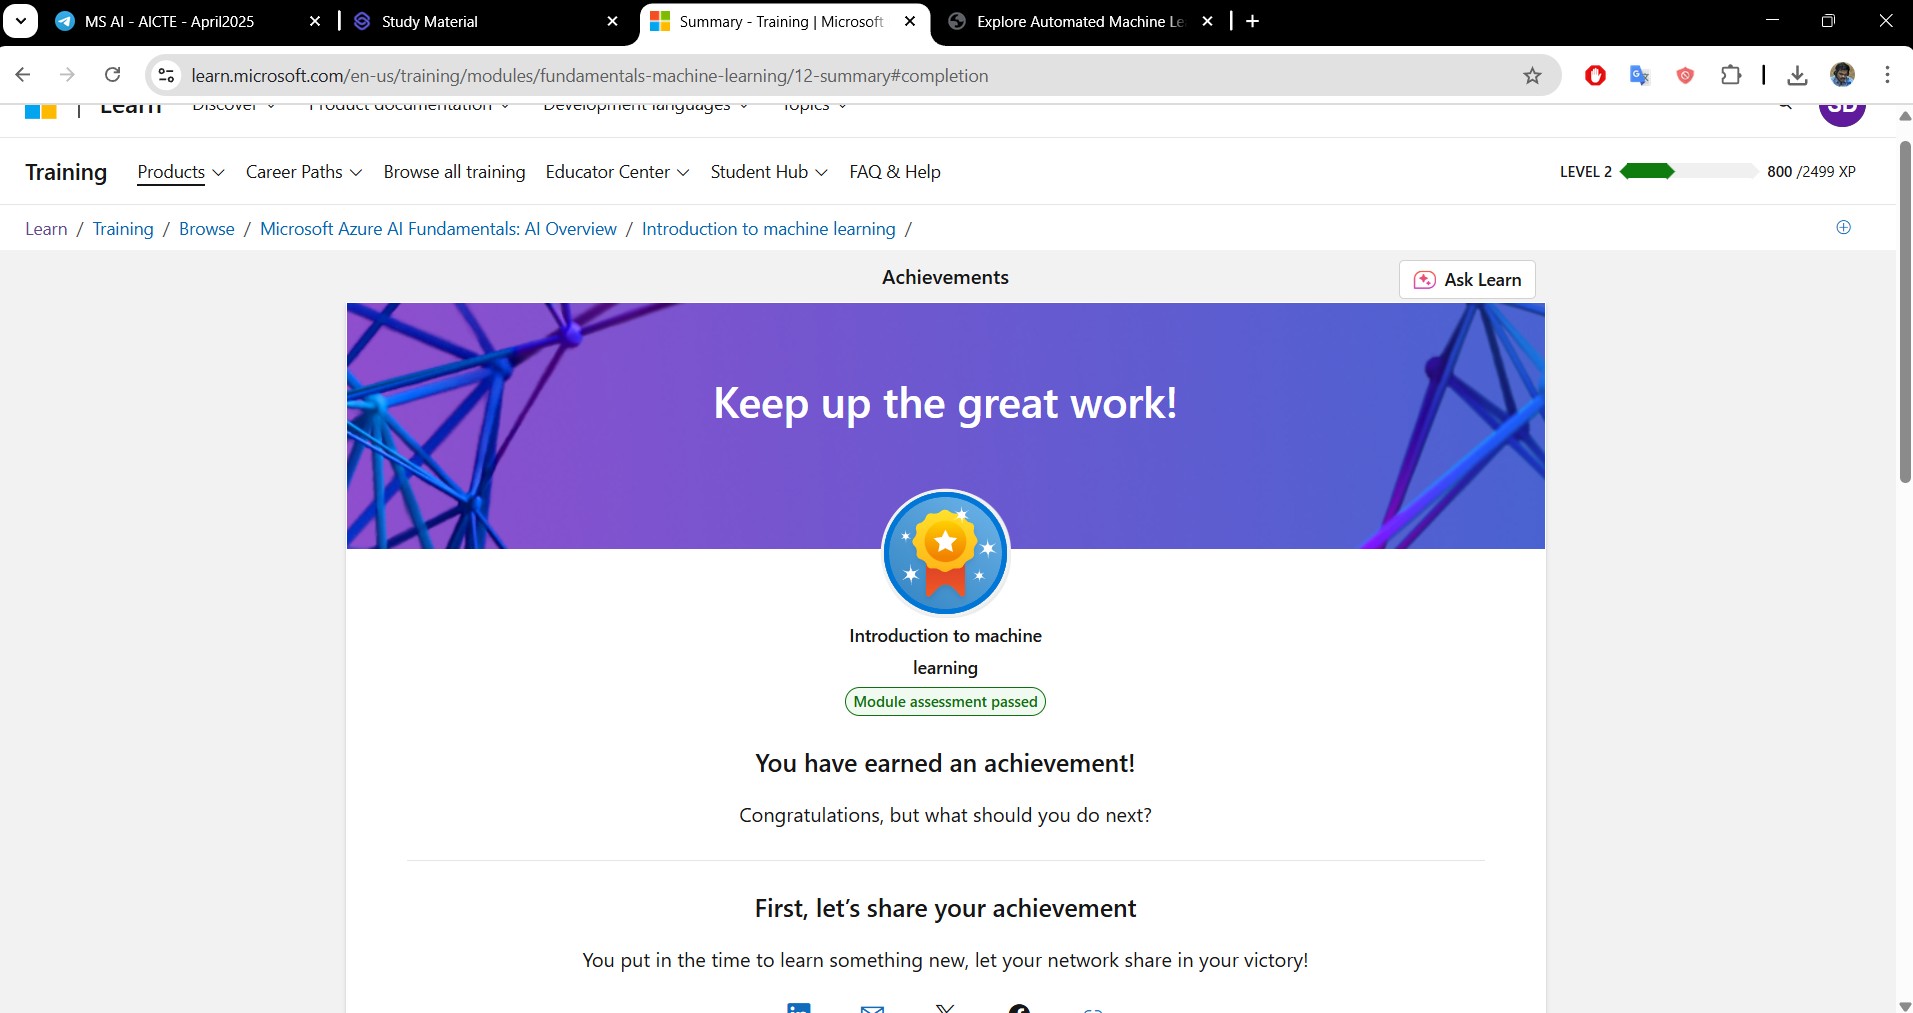 MS AI - AICTE - April2025
Study Material
Summary - Training | Microsoft
Explore Automated Machine Le
learn.microsoft.com/en-us/training/modules/fundamentals-machine-learning/12-summary#completion
Learn Discover Product documentation Development languages Topics
SD
Training Products Career Paths Browse all training Educator Center Student Hub FAQ & Help
LEVEL 2 800 /2499 XP
Learn / Training / Browse / Microsoft Azure AI Fundamentals: AI Overview / Introduction to machine learning /
Achievements
Ask Learn
Keep up the great work!
Introduction to machine
learning
Module assessment passed
You have earned an achievement!
Congratulations, but what should you do next?
First, let’s share your achievement
You put in the time to learn something new, let your network share in your victory!